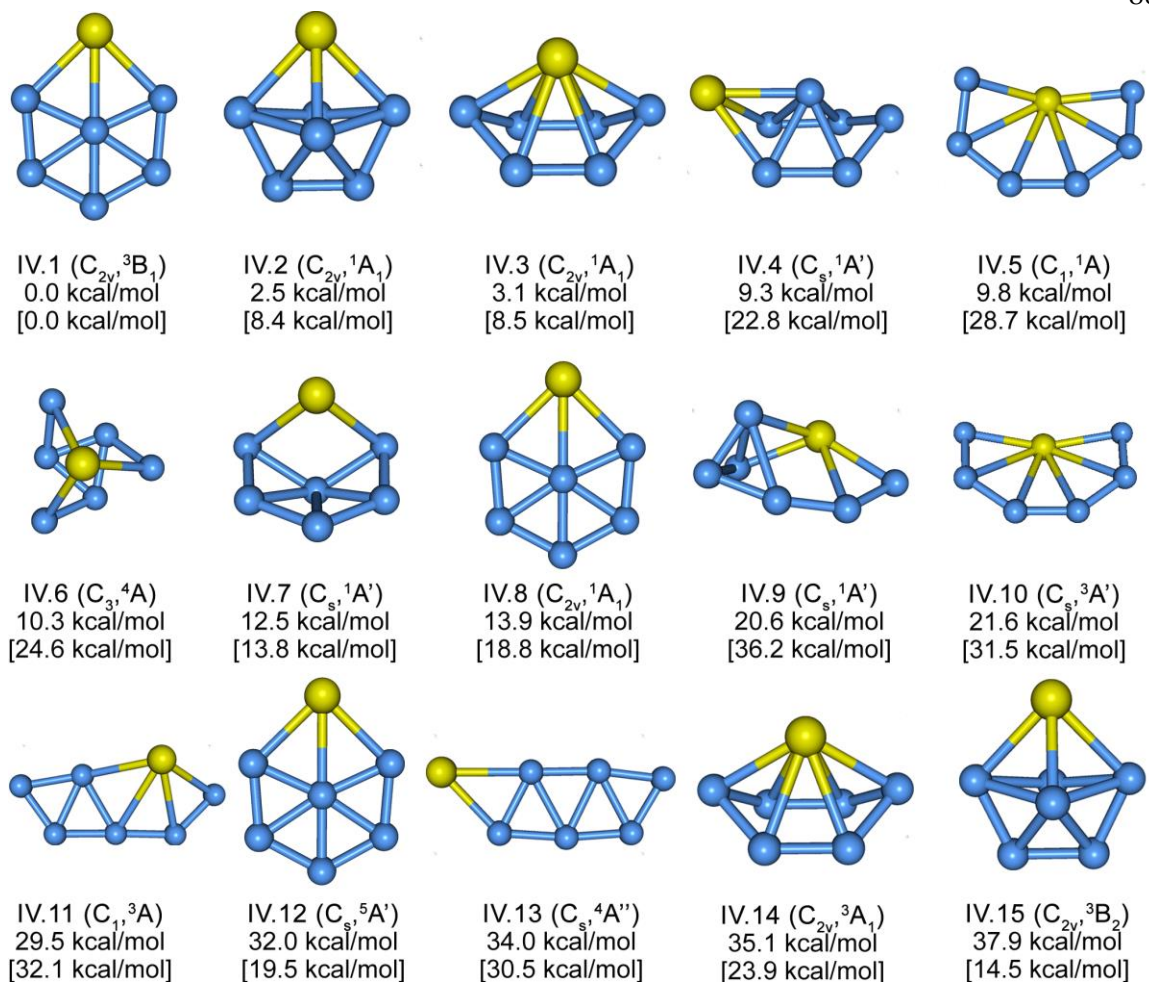 IV.1 (C2v,³B1) IV.2 (C2v,¹A1) IV.3 (C2v,¹A1) IV.4 (Cs,¹A’) IV.5 (C1,¹A)
0.0 kcal/mol 2.5 kcal/mol 3.1 kcal/mol 9.3 kcal/mol 9.8 kcal/mol
[0.0 kcal/mol] [8.4 kcal/mol] [8.5 kcal/mol] [22.8 kcal/mol] [28.7 kcal/mol]
IV.6 (C3,⁴A) IV.7 (Cs,¹A’) IV.8 (C2v,¹A1) IV.9 (Cs,¹A’) IV.10 (Cs,³A’)
10.3 kcal/mol 12.5 kcal/mol 13.9 kcal/mol 20.6 kcal/mol 21.6 kcal/mol
[24.6 kcal/mol] [13.8 kcal/mol] [18.8 kcal/mol] [36.2 kcal/mol] [31.5 kcal/mol]
IV.11 (C1,³A) IV.12 (Cs,⁵A’) IV.13 (Cs,⁴A’’) IV.14 (C2v,³A1) IV.15 (C2v,³B2)
29.5 kcal/mol 32.0 kcal/mol 34.0 kcal/mol 35.1 kcal/mol 37.9 kcal/mol
[32.1 kcal/mol] [19.5 kcal/mol] [30.5 kcal/mol] [23.9 kcal/mol] [14.5 kcal/mol]